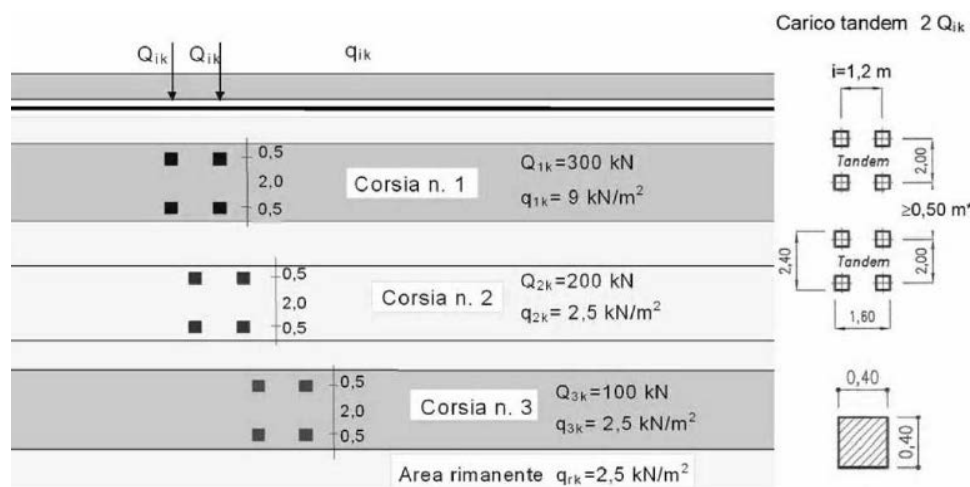 Carico tandem 2 Qik
Qik Qik qik
i=1,2 m
Tandem
2,00
≥0,50 m*
Tandem
2,40
2,00
1,60
0,40
0,40
0,5
2,0
0,5
Corsia n. 1
Q1k=300 kN
q1k= 9 kN/m²
0,5
2,0
0,5
Corsia n. 2
Q2k=200 kN
q2k= 2,5 kN/m²
0,5
2,0
0,5
Corsia n. 3
Q3k=100 kN
q3k= 2,5 kN/m²
Area rimanente qrk=2,5 kN/m²